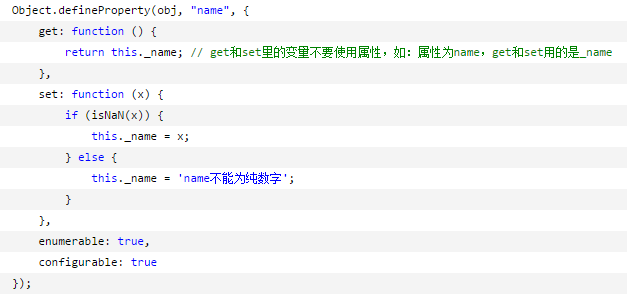 Object.defineProperty(obj, "name", {
    get: function () {
        return this._name; // get和set里的变量不要使用属性，如：属性为name，get和set用的是_name
    },
    set: function (x) {
        if (isNaN(x)) {
            this._name = x;
        } else {
            this._name = 'name不能为纯数字';
        }
    },
    enumerable: true,
    configurable: true
});